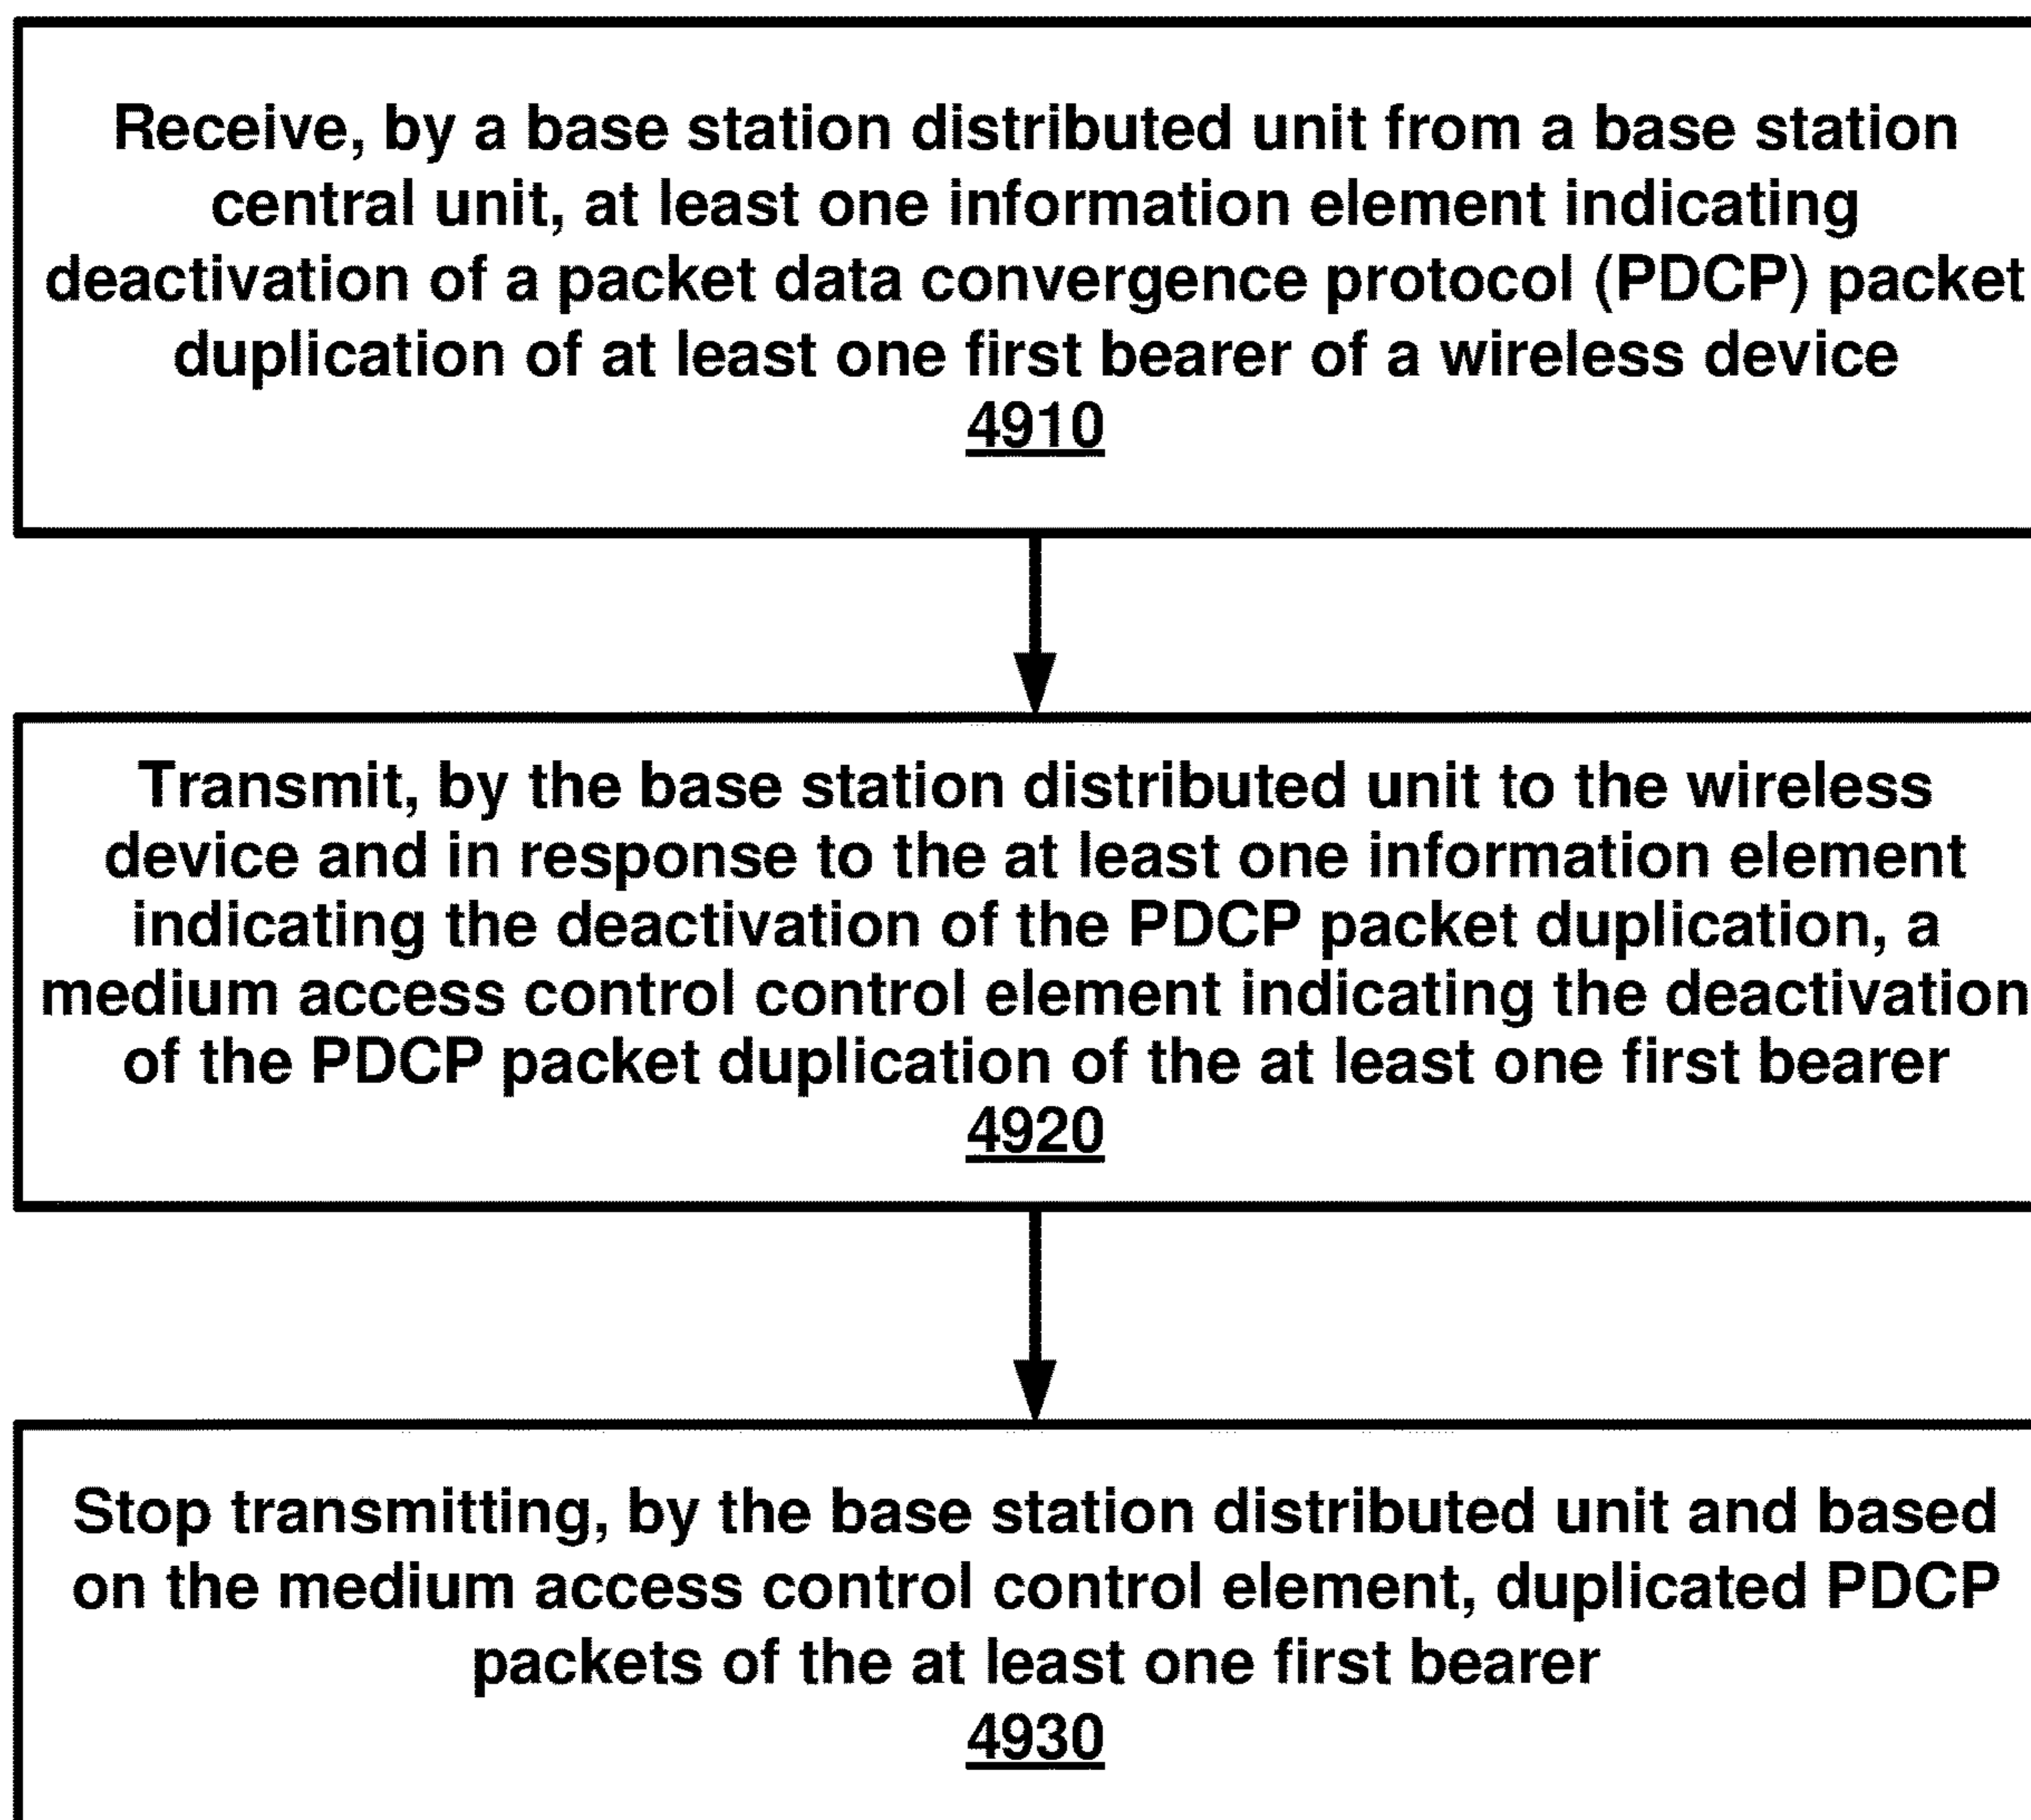 Receive, by a base station distributed unit from a base station
central unit, at least one information element indicating
deactivation of a packet data convergence protocol (PDCP) packet
duplication of at least one first bearer of a wireless device
4910
Transmit, by the base station distributed unit to the wireless
device and in response to the at least one information element
indicating the deactivation of the PDCP packet duplication, a
medium access control control element indicating the deactivation
of the PDCP packet duplication of the at least one first bearer
4920
Stop transmitting, by the base station distributed unit and based
on the medium access control control element, duplicated PDCP
packets of the at least one first bearer
4930